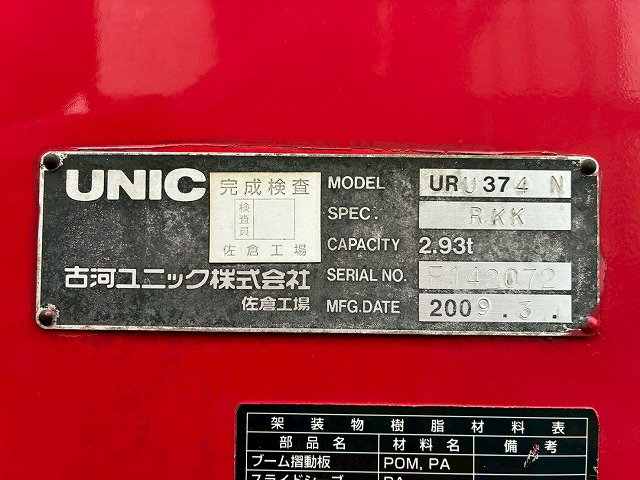 UNIC
完成検査
検査員
佐倉工場
古河ユニック株式会社
佐倉工場
MODEL URU374 N
SPEC. RKK
CAPACITY 2.93t
SERIAL NO. E142072
MFG.DATE 2009.3.
架装物樹脂材料表
部品名 材料名 備考
ブーム摺動板 POM, PA